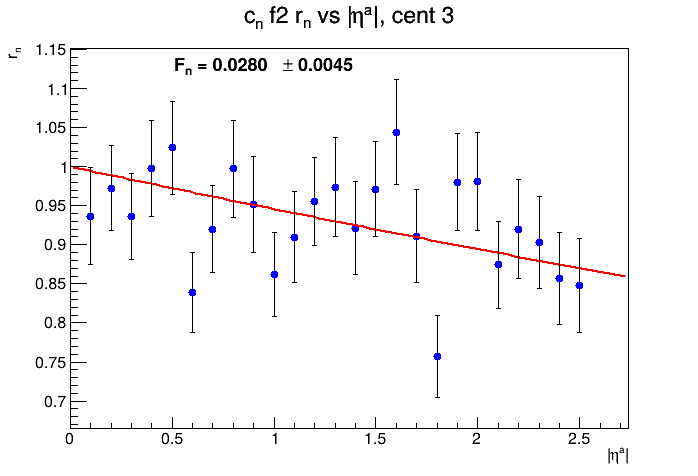 cₙ f2 rₙ vs |ηᵃ|, cent 3
Fₙ = 0.0280 ± 0.0045
rₙ
1.15
1.1
1.05
1
0.95
0.9
0.85
0.8
0.75
0.7
0 0.5 1 1.5 2 2.5
|ηᵃ|